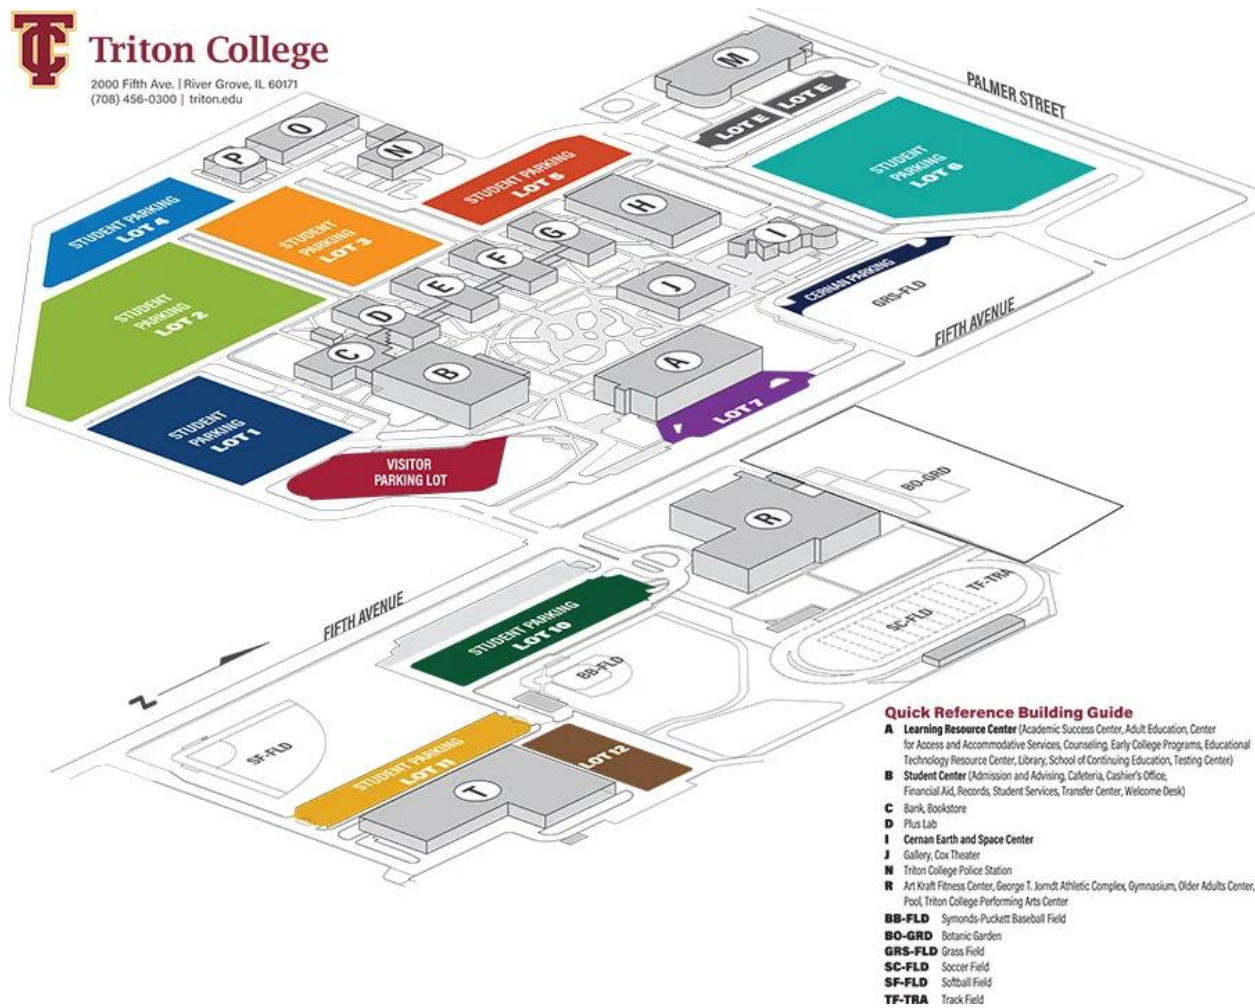 TC
Triton College
2000 Fifth Ave. | River Grove, IL 60171
(708) 456-0300 | triton.edu
M
PALMER STREET
LOT E
LOT E
O
P
N
STUDENT PARKING
LOT 5
STUDENT
PARKING
LOT 6
STUDENT PARKING
LOT 4
STUDENT
PARKING
LOT 3
H
G
I
F
CERNAN PARKING
GRS-FLD
E
J
STUDENT
PARKING
LOT 2
D
FIFTH AVENUE
C
B
A
LOT 7
STUDENT
PARKING
LOT 1
VISITOR
PARKING LOT
BO-GRD
R
TF-TRA
SC-FLD
FIFTH AVENUE
STUDENT PARKING
LOT 10
BB-FLD
N
SF-FLD
STUDENT PARKING
LOT 11
LOT 12
T
Quick Reference Building Guide
A Learning Resource Center (Academic Success Center, Adult Education, Center
for Access and Accommodative Services, Counseling, Early College Programs, Educational
Technology Resource Center, Library, School of Continuing Education, Testing Center)
B Student Center (Admission and Advising, Cafeteria, Cashier's Office,
Financial Aid, Records, Student Services, Transfer Center, Welcome Desk)
C Bank, Bookstore
D Plus Lab
I Cernan Earth and Space Center
J Gallery, Cox Theater
N Triton College Police Station
R Art Kraft Fitness Center, George T. Jorndt Athletic Complex, Gymnasium, Older Adults Center,
Pool, Triton College Performing Arts Center
BB-FLD Symonds-Puckett Baseball Field
BO-GRD Botanic Garden
GRS-FLD Grass Field
SC-FLD Soccer Field
SF-FLD Softball Field
TF-TRA Track Field